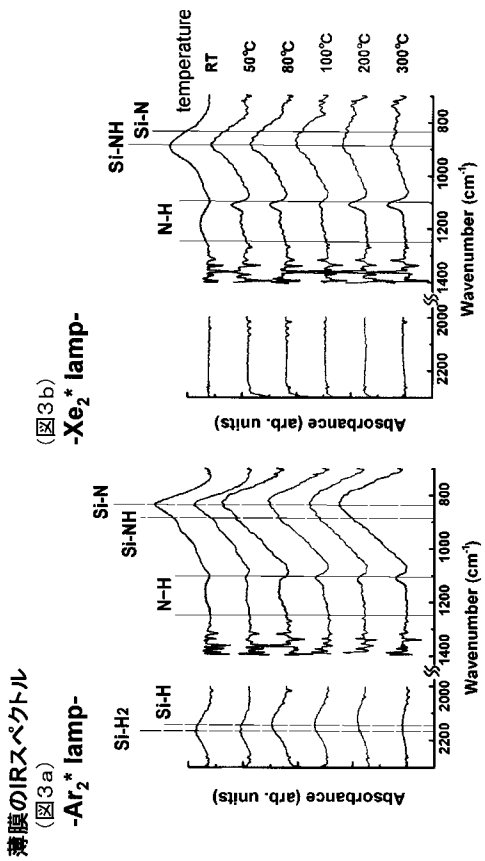 薄膜のIRスペクトル
(図3a)
-Ar2* lamp-
Si-H2
Si-H
N-H
Si-NH
Si-N
Absorbance (arb. units)
2200
2000
1400
1200
1000
800
Wavenumber (cm-1)
(図3b)
-Xe2* lamp-
N-H
Si-NH
Si-N
temperature
RT
50℃
80℃
100℃
200℃
300℃
Absorbance (arb. units)
2200
2000
1400
1200
1000
800
Wavenumber (cm-1)